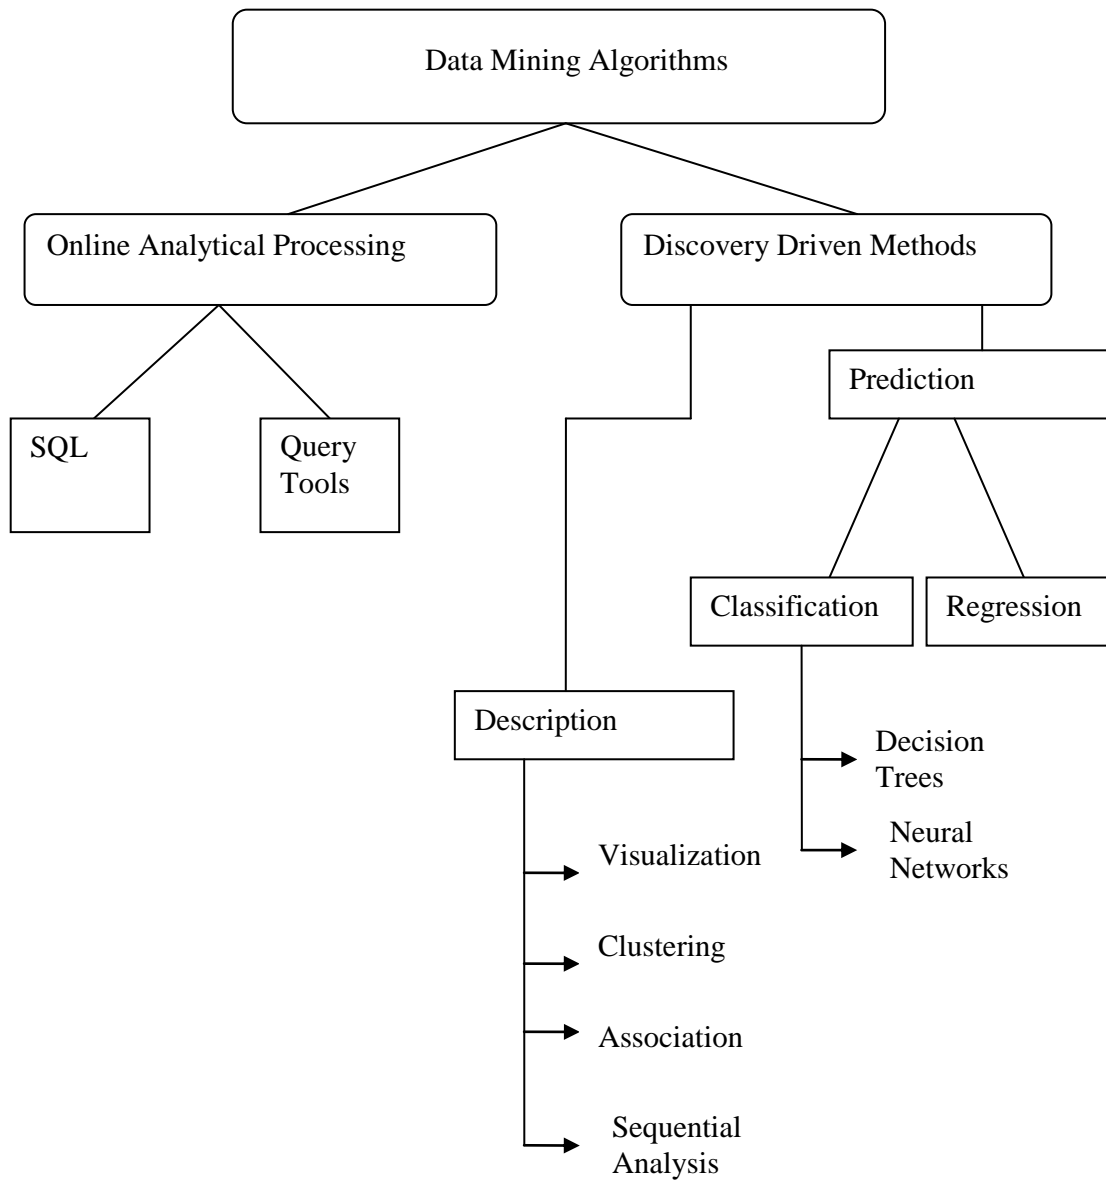 Data Mining Algorithms
Online Analytical Processing
Discovery Driven Methods
Prediction
SQL
Query
Tools
Classification
Regression
Description
Decision
Trees
Neural
Networks
Visualization
Clustering
Association
Sequential
Analysis